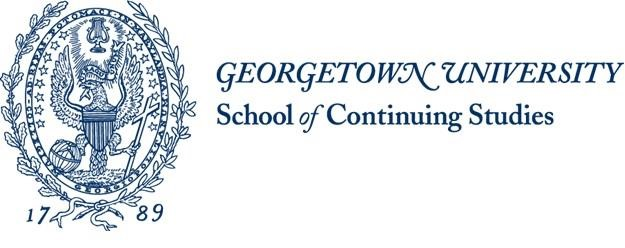 GEORGETOWN UNIVERSITY
School of Continuing Studies
17 89